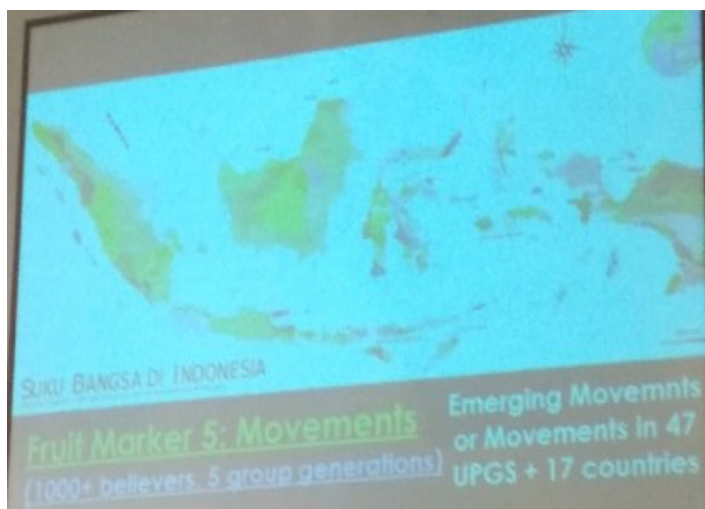 SUKU BANGSA DI INDONESIA
Fruit Marker 5: Movements
(1000+ believers, 5 group generations)
Emerging Movemnts
or Movements in 47
UPGS + 17 countries